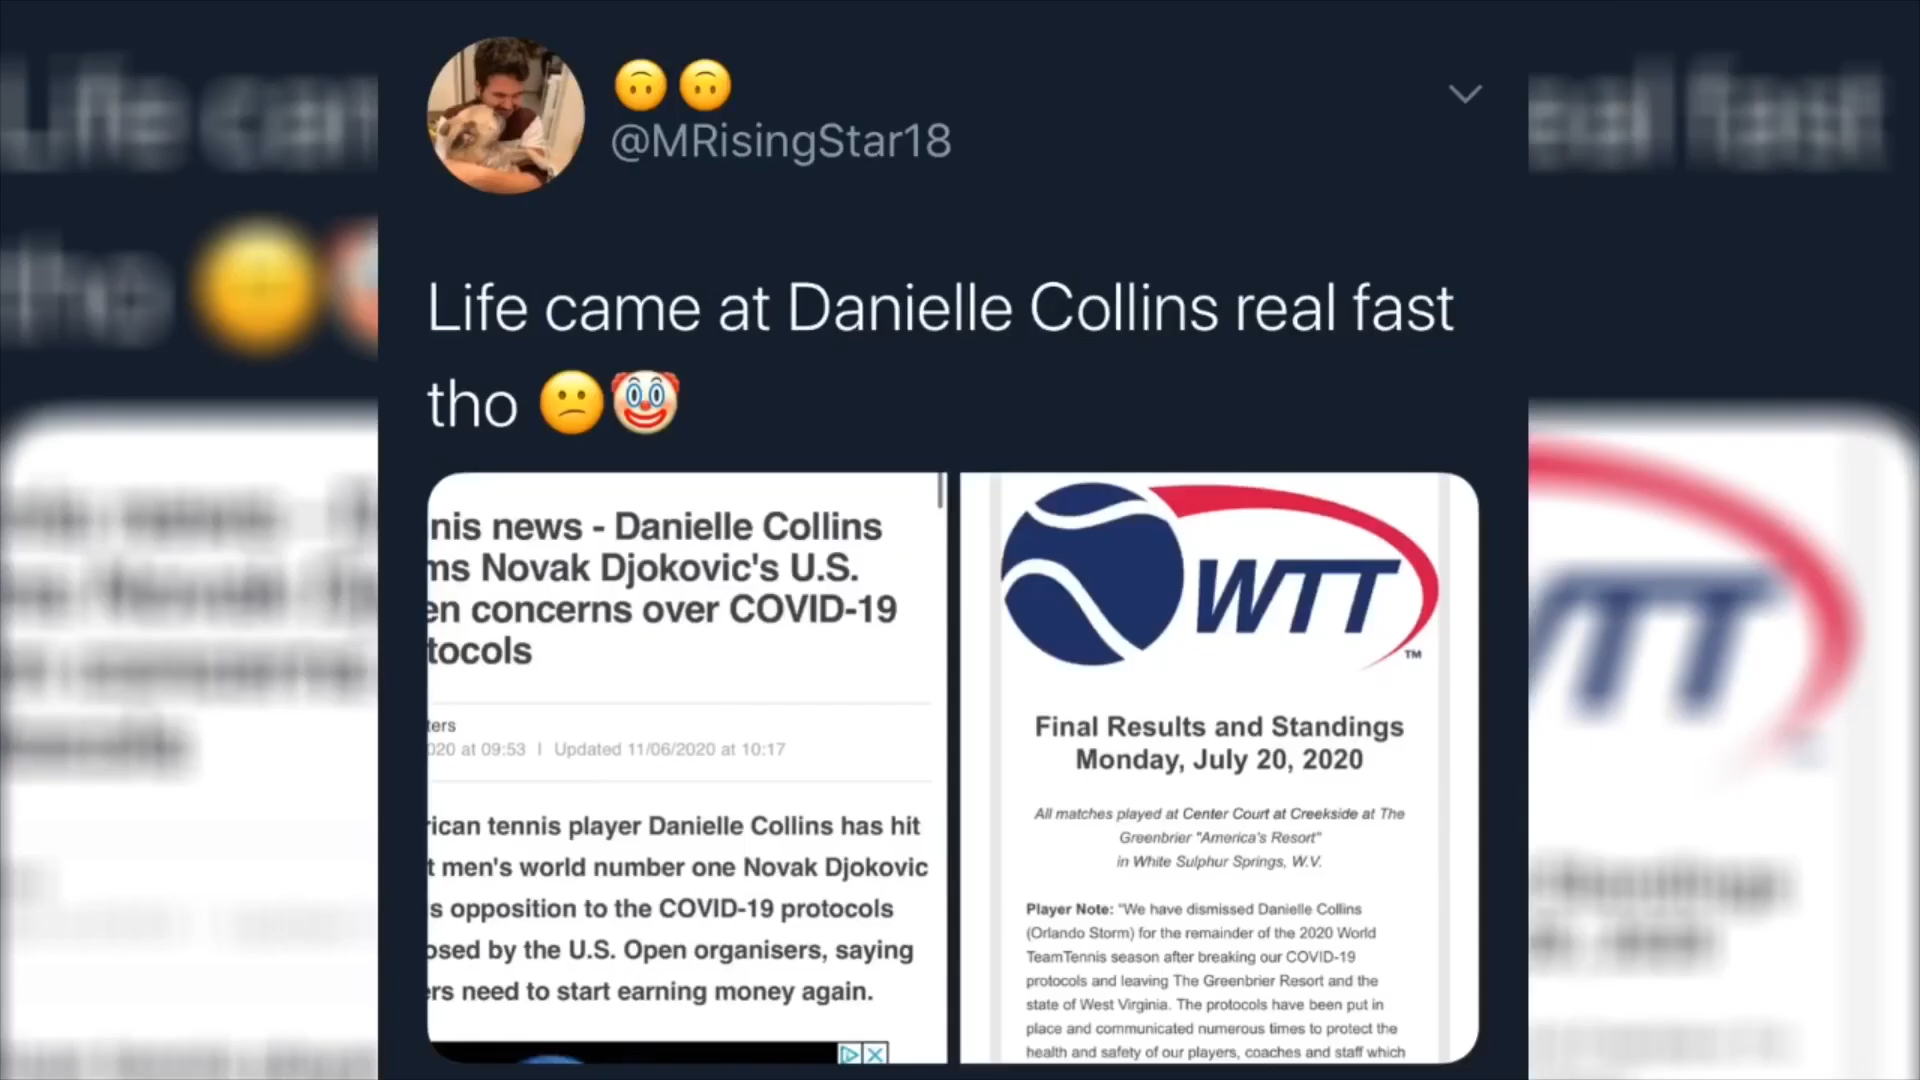 🙃🙃
@MRisingStar18
Life came at Danielle Collins real fast
tho 😕🤡
nis news - Danielle Collins
ms Novak Djokovic's U.S.
en concerns over COVID-19
tocols
ters
020 at 09:53 | Updated 11/06/2020 at 10:17
rican tennis player Danielle Collins has hit
t men's world number one Novak Djokovic
s opposition to the COVID-19 protocols
osed by the U.S. Open organisers, saying
ers need to start earning money again.
WTT
TM
Final Results and Standings
Monday, July 20, 2020
All matches played at Center Court at Creekside at The
Greenbrier "America's Resort"
in White Sulphur Springs, W.V.
Player Note: "We have dismissed Danielle Collins
(Orlando Storm) for the remainder of the 2020 World
TeamTennis season after breaking our COVID-19
protocols and leaving The Greenbrier Resort and the
state of West Virginia. The protocols have been put in
place and communicated numerous times to protect the
health and safety of our players, coaches and staff which